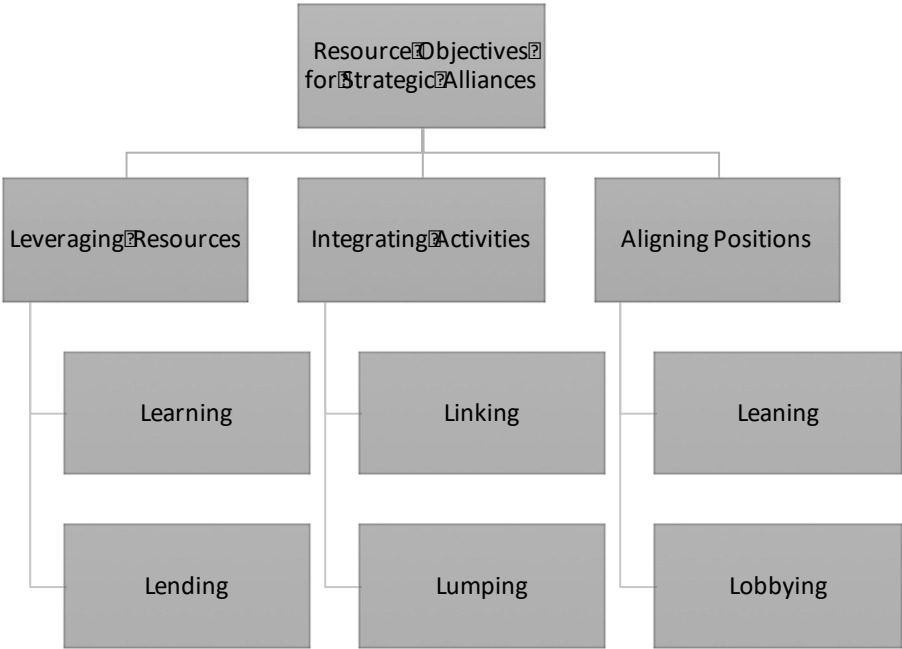 Resource Objectives
for Strategic Alliances
Leveraging Resources
Integrating Activities
Aligning Positions
Learning
Linking
Leaning
Lending
Lumping
Lobbying